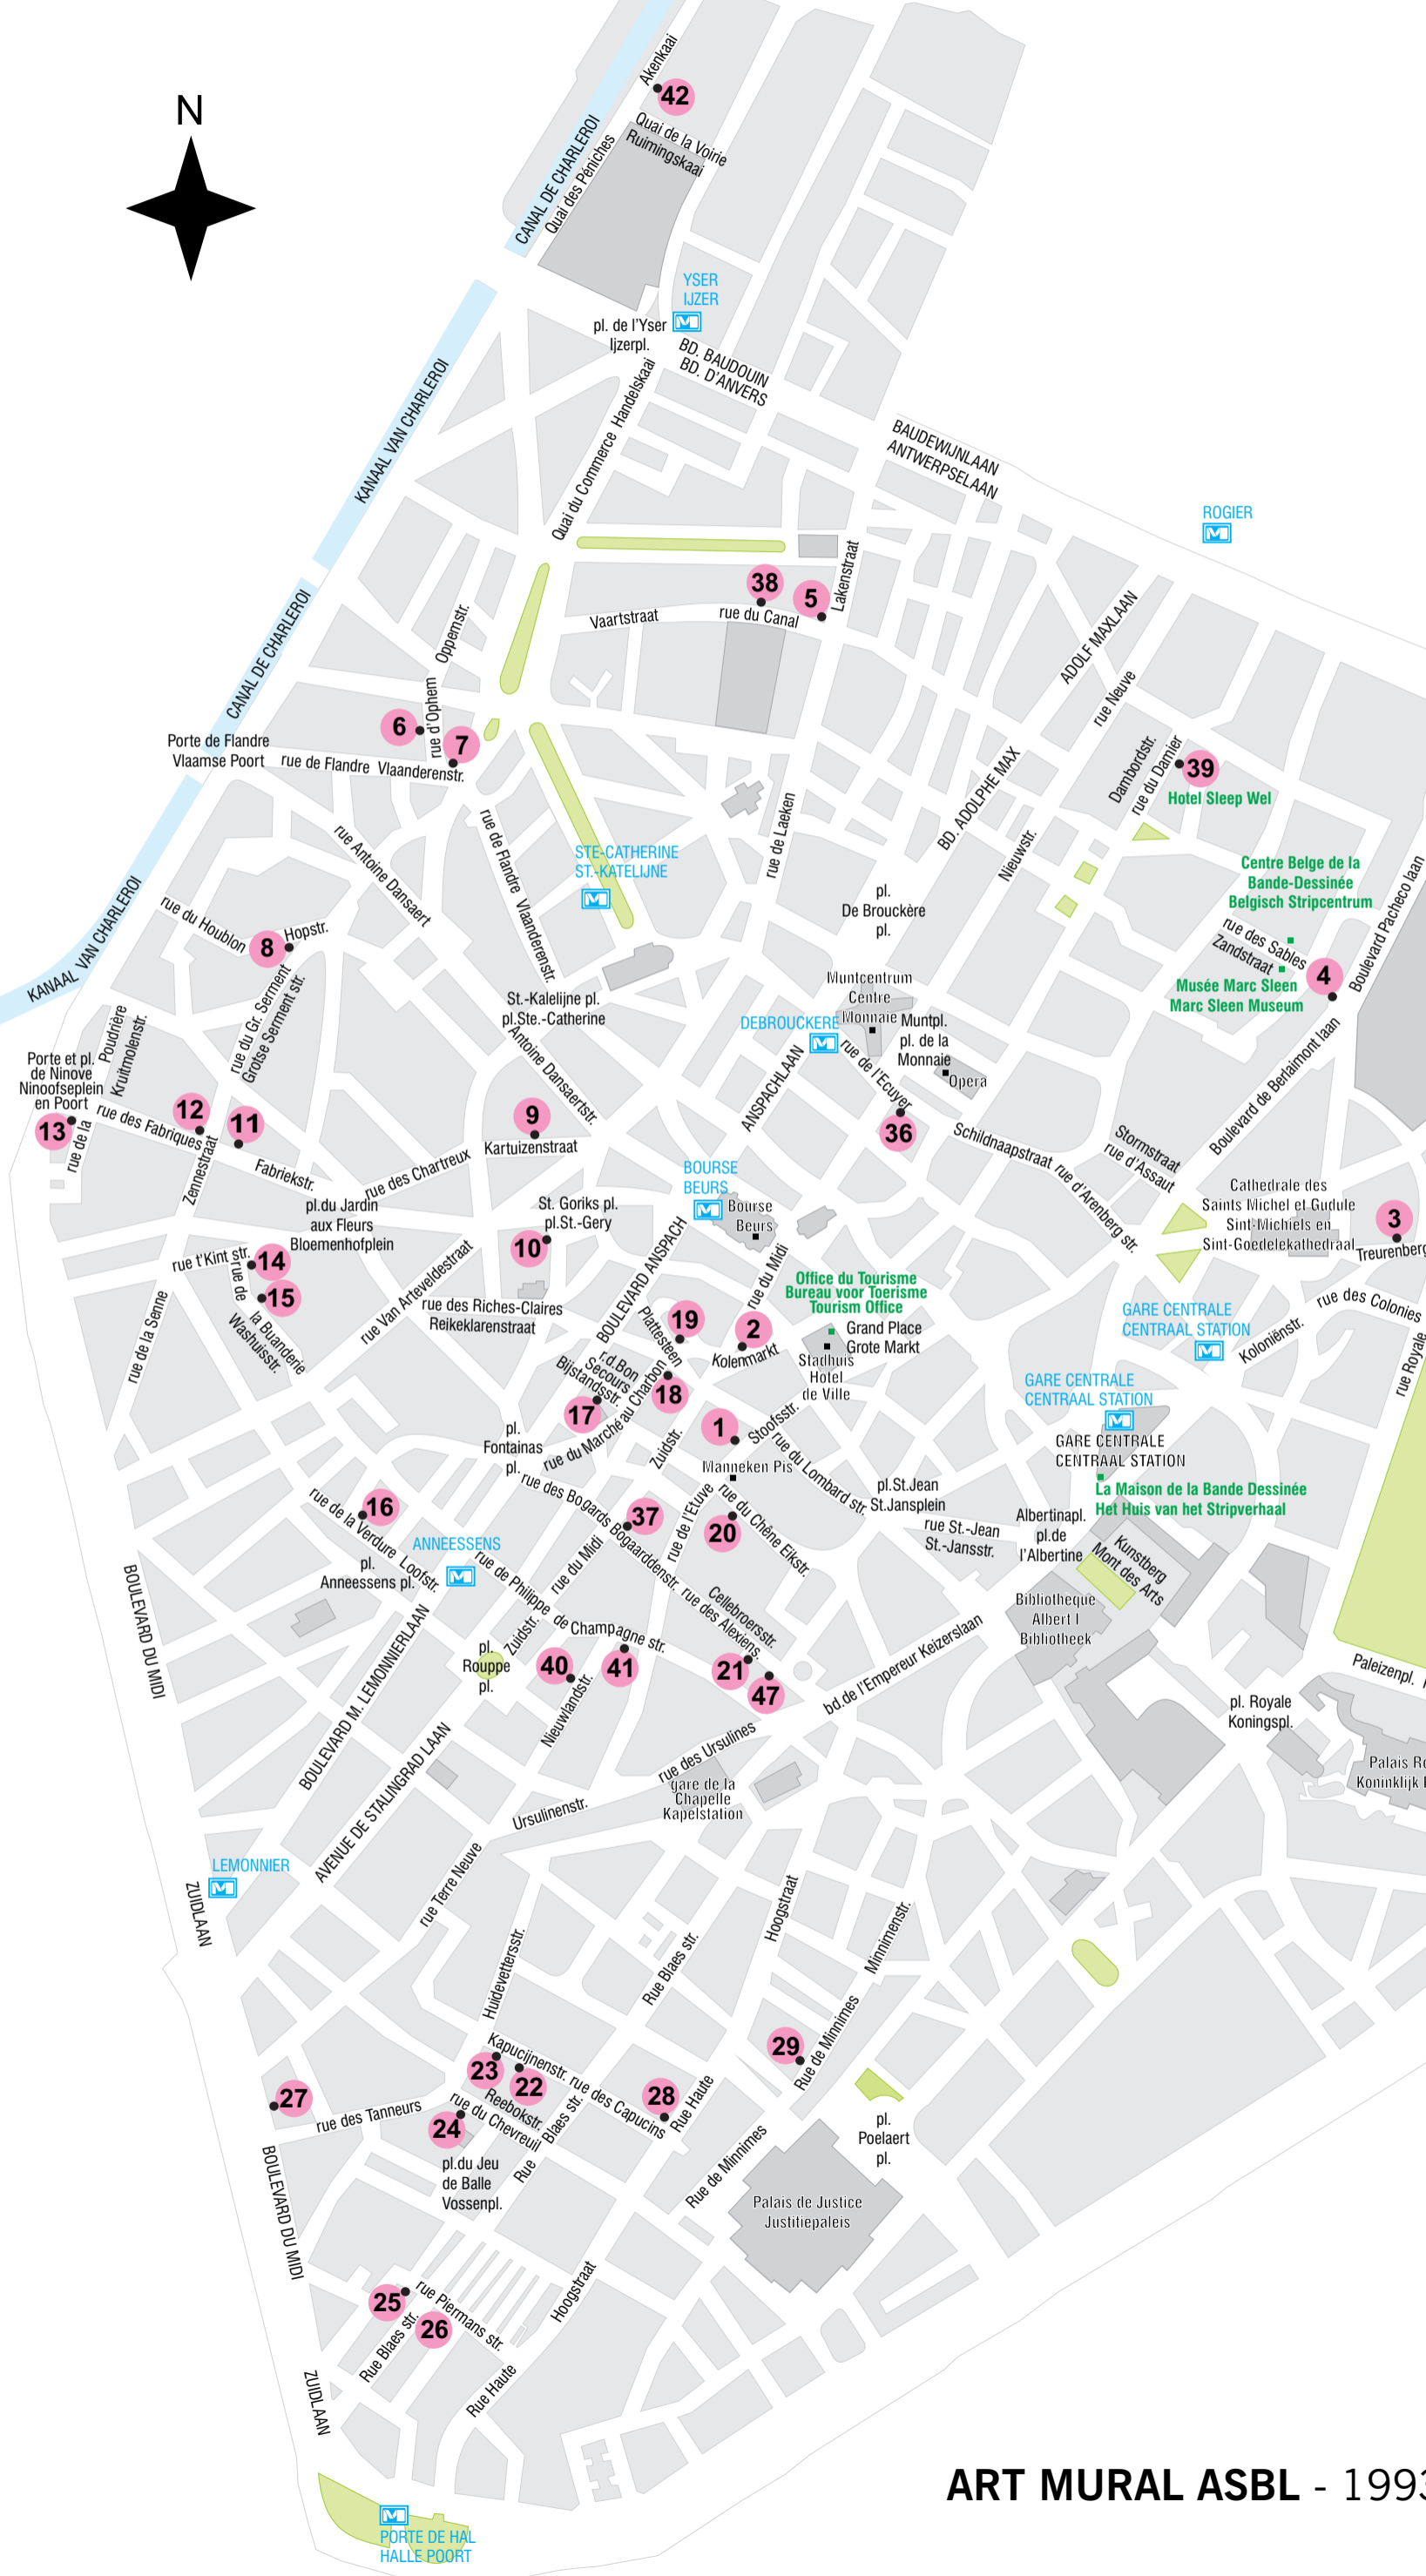 N
Akenkaai
42
Quai de la Voirie
Ruimingskaai
CANAL DE CHARLEROI
Quai des Péniches
YSER
IJZER
pl. de l'Yser
Ijzerpl.
BD. BAUDOUIN
BD. D'ANVERS
KANAAL VAN CHARLEROI
Quai du Commerce Handelskaai
BAUDEWIJNLAAN
ANTWERPSELAAN
ROGIER
38
5
Lakenstraat
Vaartstraat
rue du Canal
CANAL DE CHARLEROI
Oppemstr.
ADOLF MAXLAAN
rue Neuve
6
rue d'Ophem
7
Porte de Flandre
Vlaamse Poort
rue de Flandre Vlaanderenstr.
Dambordstr.
rue du Damier
39
Hotel Sleep Wel
BD. ADOLPHE MAX
rue de Laeken
Nieuwstr.
rue Antoine Dansaert
rue de Flandre Vlaanderenstr.
STE-CATHERINE
ST.-KATELIJNE
Centre Belge de la
Bande-Dessinée
Belgisch Stripcentrum
pl.
De Brouckère
pl.
KANAAL VAN CHARLEROI
rue du Houblon
8
Hopstr.
rue des Sables
Zandstraat
4
Boulevard Pacheco laan
Musée Marc Sleen
Marc Sleen Museum
Muntcentrum
Centre
Monnaie
St.-Kalelijne pl.
pl.Ste.-Catherine
DEBROUCKERE
Muntpl.
pl. de la
Monnaie
Opera
rue du Gr. Serment
Grotse Serment str.
Poudrière
Kruitmolenstr.
Porte et pl.
de Ninove
Ninoofseplein
en Poort
13
rue de la
rue des Fabriques
12
11
Zennestraat
Fabriekstr.
Antoine Dansaertstr.
9
Kartuizenstraat
rue des Chartreux
ANSPACHLAAN
rue de l'Ecuyer
36
Schildnaapstraat rue d'Arenberg str.
Stormstraat
rue d'Assaut
Boulevard de Berlaimont laan
BOURSE
BEURS
Bourse
Beurs
Cathedrale des
Saints Michel et Gudule
Sint-Michiels en
Sint-Goedelekathedraal
3
Treurenberg
pl.du Jardin
aux Fleurs
Bloemenhofplein
St. Goriks pl.
pl.St.-Gery
10
rue t'Kint str.
14
rue de
15
la Buanderie
Washuisstr.
rue de la Senne
rue Van Arteveldestraat
rue des Riches-Claires
Reikeklarenstraat
BOULEVARD ANSPACH
rue du Midi
Office du Tourisme
Bureau voor Toerisme
Tourism Office
Grand Place
Grote Markt
Stadhuis
Hotel
de Ville
rue des Colonies
GARE CENTRALE
CENTRAAL STATION
Koloniënstr.
rue Royale
19
2
Plattesteen
Kolenmarkt
r.d.Bon
Secours
Bijstandsstr.
18
17
rue du Marché au Charbon
GARE CENTRALE
CENTRAAL STATION
GARE CENTRALE
CENTRAAL STATION
1
Stoofsstr.
Zuidstr.
Manneken Pis
rue du Lombard str.
pl.
Fontainas
pl.
La Maison de la Bande Dessinée
Het Huis van het Stripverhaal
pl.St.Jean
St.Jansplein
rue St.-Jean
St.-Jansstr.
Albertinapl.
pl.de
l'Albertine
Kunstberg
Mont des Arts
16
rue de la Verdure Loofstr.
rue des Bogards Bogaarddenstr. rue des Alexiens
37
rue de l'Etuve
20
rue du Chêne Eikstr.
ANNEESSENS
pl.
Anneessens pl.
rue du Midi
Zuidstr.
rue de Philippe de Champagne str.
Cellebroersstr.
Bibliotheque
Albert I
Bibliotheek
BOULEVARD DU MIDI
pl.
Rouppe
pl.
40
41
21
47
Nieuwlandstr.
bd.de l'Empereur Keizerslaan
Paleizenpl.
pl. Royale
Koningspl.
BOULEVARD M. LEMONNIERLAAN
AVENUE DE STALINGRAD LAAN
rue des Ursulines
Ursulinenstr.
gare de la
Chapelle
Kapelstation
Palais Re
Koninklijk
LEMONNIER
ZUIDLAAN
rue Terre Neuve
Hoogstraat
Minnimenstr.
Huidevettersstr.
Rue Blaes str.
Kapucijnenstr. rue des Capucins
23
22
Reebokstr.
rue du Chevreuil
24
29
Rue de Minnimes
27
rue des Tanneurs
28
Rue Haute
Rue Blaes str.
pl.
Poelaert
pl.
pl.du Jeu
de Balle
Vossenpl.
BOULEVARD DU MIDI
Rue de Minnimes
Palais de Justice
Justitiepaleis
25
rue Piermans str.
26
Rue Blaes str.
Hoogstraat
Rue Haute
ZUIDLAAN
ART MURAL ASBL - 1993
PORTE DE HAL
HALLE POORT